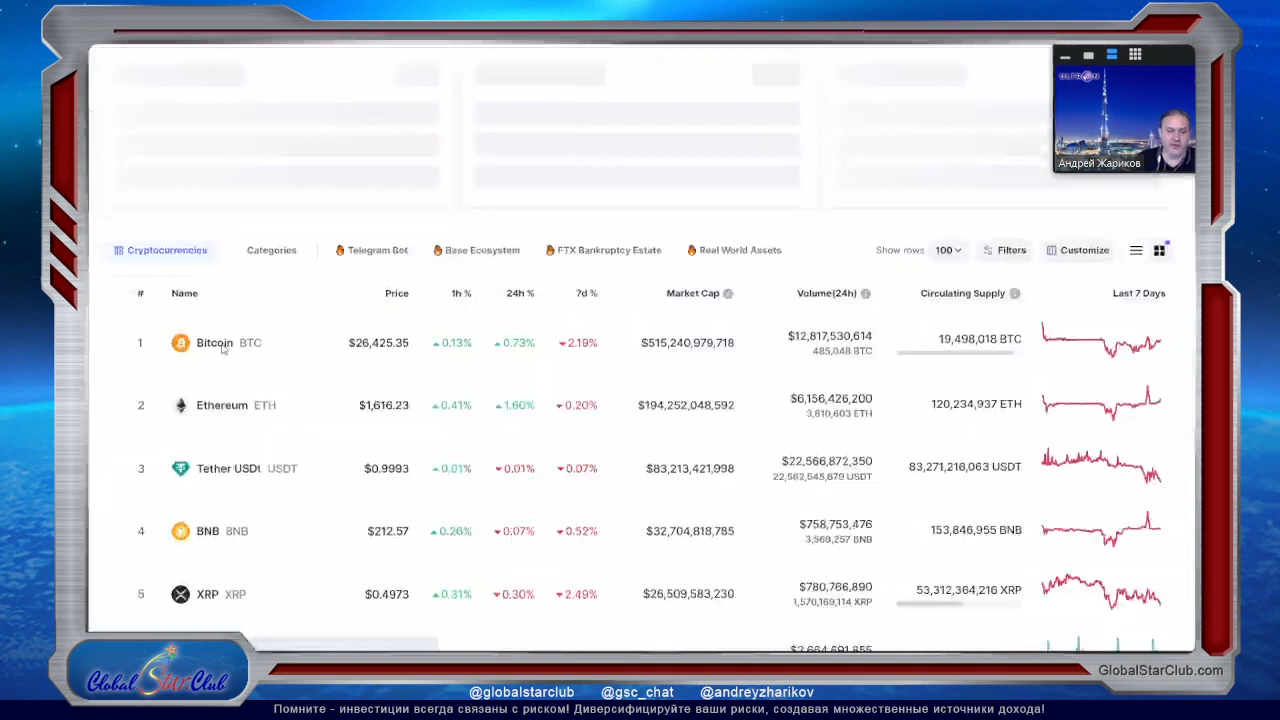 ULTRON
Андрей Жариков
Cryptocurrencies Categories Telegram Bot Base Ecosystem FTX Bankruptcy Estate Real World Assets Show rows 100 Filters Customize
# Name Price 1h % 24h % 7d % Market Cap Volume(24h) Circulating Supply Last 7 Days
1 Bitcoin BTC $26,425.35 0.13% 0.73% 2.19% $515,240,979,718 $12,817,530,614 19,498,018 BTC
485,048 BTC
2 Ethereum ETH $1,616.23 0.41% 1.60% 0.20% $194,252,048,592 $6,156,426,200 120,234,937 ETH
3,810,603 ETH
3 Tether USDt USDT $0.9993 0.01% 0.01% 0.07% $83,213,421,998 $22,566,872,350 83,271,216,063 USDT
22,582,545,879 USDT
4 BNB BNB $212.57 0.26% 0.07% 0.52% $32,704,818,785 $758,753,476 153,846,955 BNB
3,569,257 BNB
5 XRP XRP $0.4973 0.31% 0.30% 2.49% $26,509,583,230 $780,766,890 53,312,364,216 XRP
1,570,169,114 XRP
$2,664,691,855
Global Star Club
GlobalStarClub.com
@globalstarclub @gsc_chat @andreyzharikov
Помните - инвестиции всегда связаны с риском! Диверсифицируйте ваши риски, создавая множественные источники дохода!